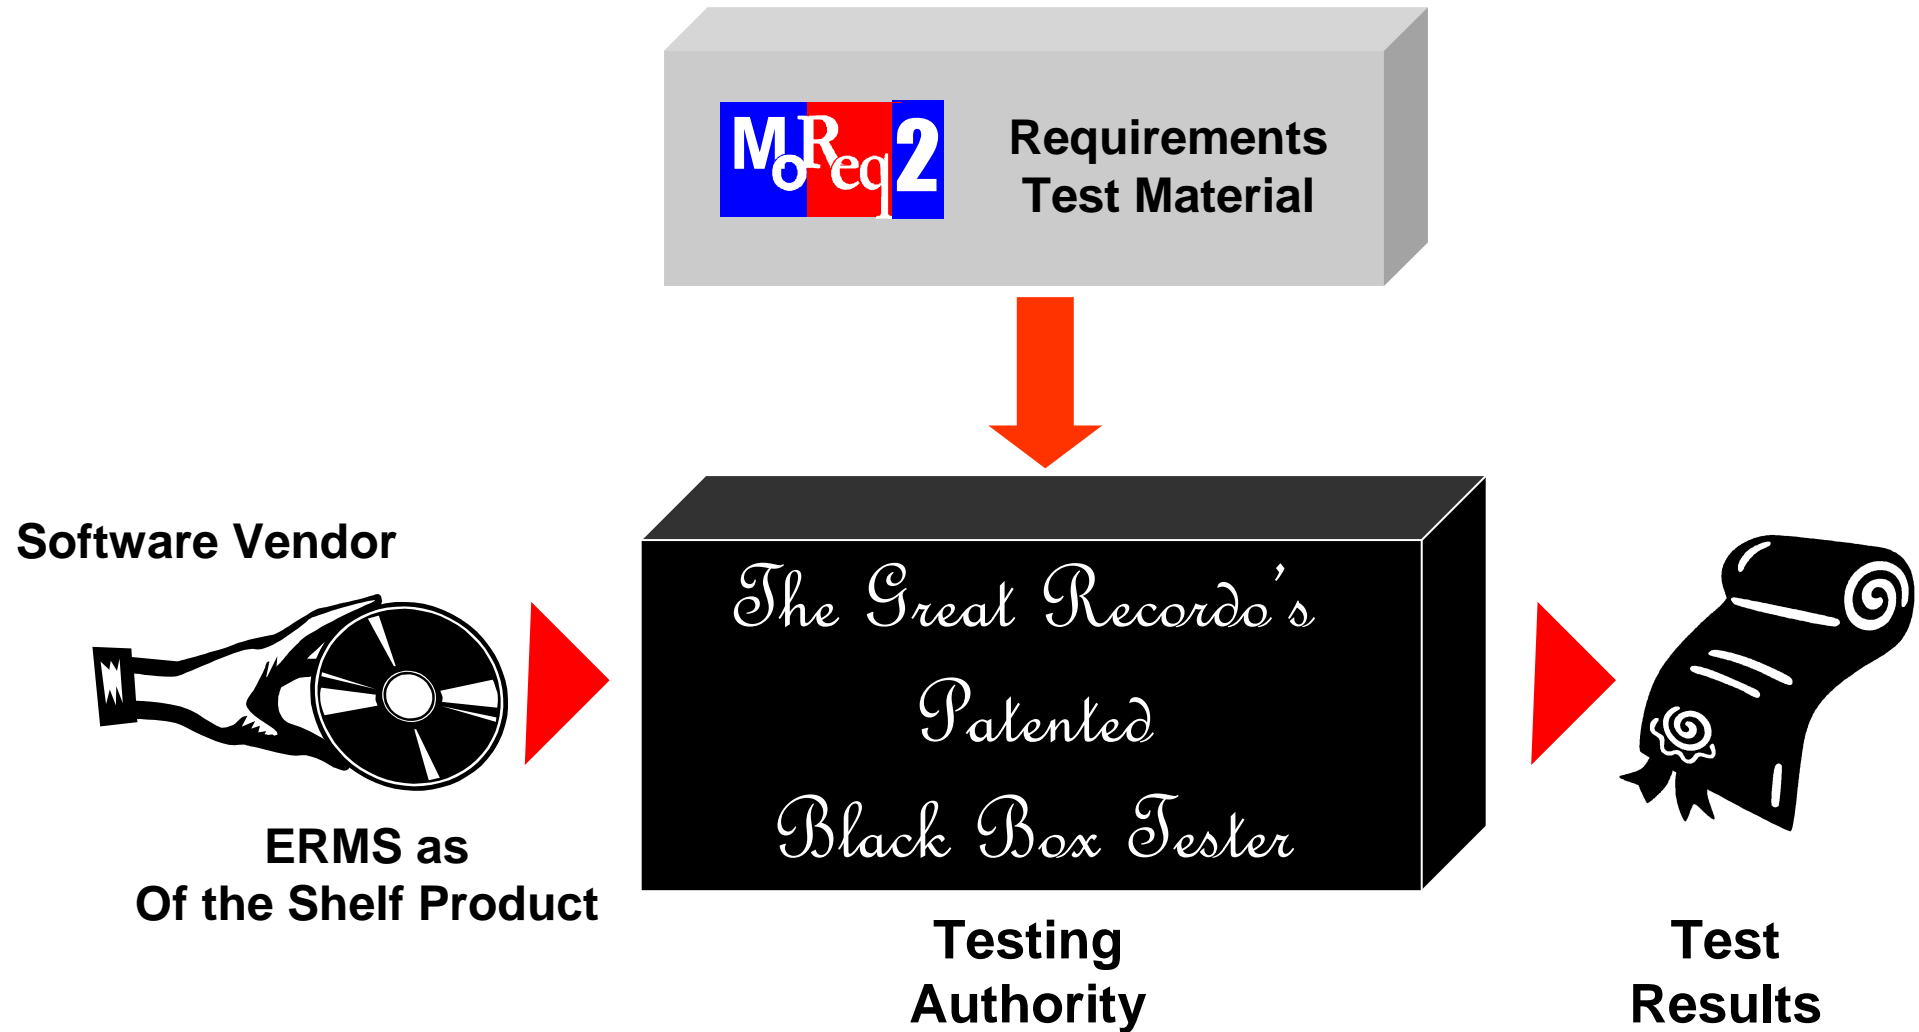 MoReq2
Requirements
Test Material
Software Vendor
The Great Recordo's
Patented
Black Box Tester
ERMS as
Of the Shelf Product
Testing
Authority
Test
Results